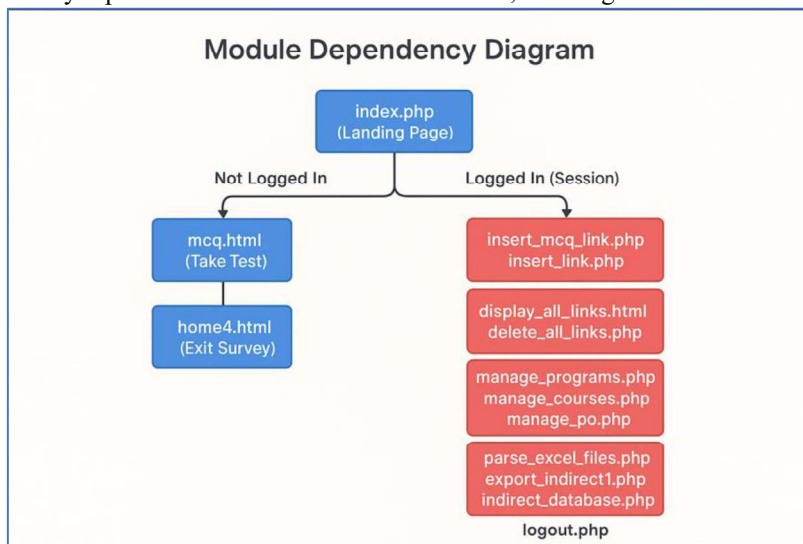 Module Dependency Diagram
index.php
(Landing Page)
Not Logged In
Logged In (Session)
mcq.html
(Take Test)
home4.html
(Exit Survey)
insert_mcq_link.php
insert_link.php
display_all_links.html
delete_all_links.php
manage_programs.php
manage_courses.php
manage_po.php
parse_excel_files.php
export_indirect1.php
indirect_database.php
logout.php